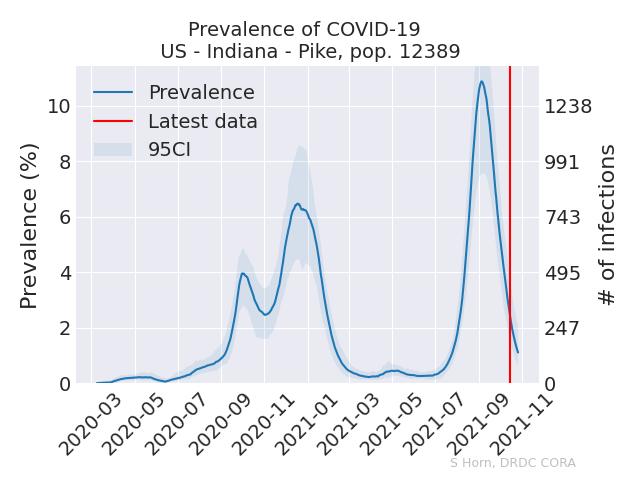 Prevalence of COVID-19
US - Indiana - Pike, pop. 12389
Prevalence (%)
10
8
6
4
2
0
Prevalence
Latest data
95CI
1238
991
743
495
247
0
# of infections
2020-03
2020-05
2020-07
2020-09
2020-11
2021-01
2021-03
2021-05
2021-07
2021-09
2021-11
S Horn, DRDC CORA